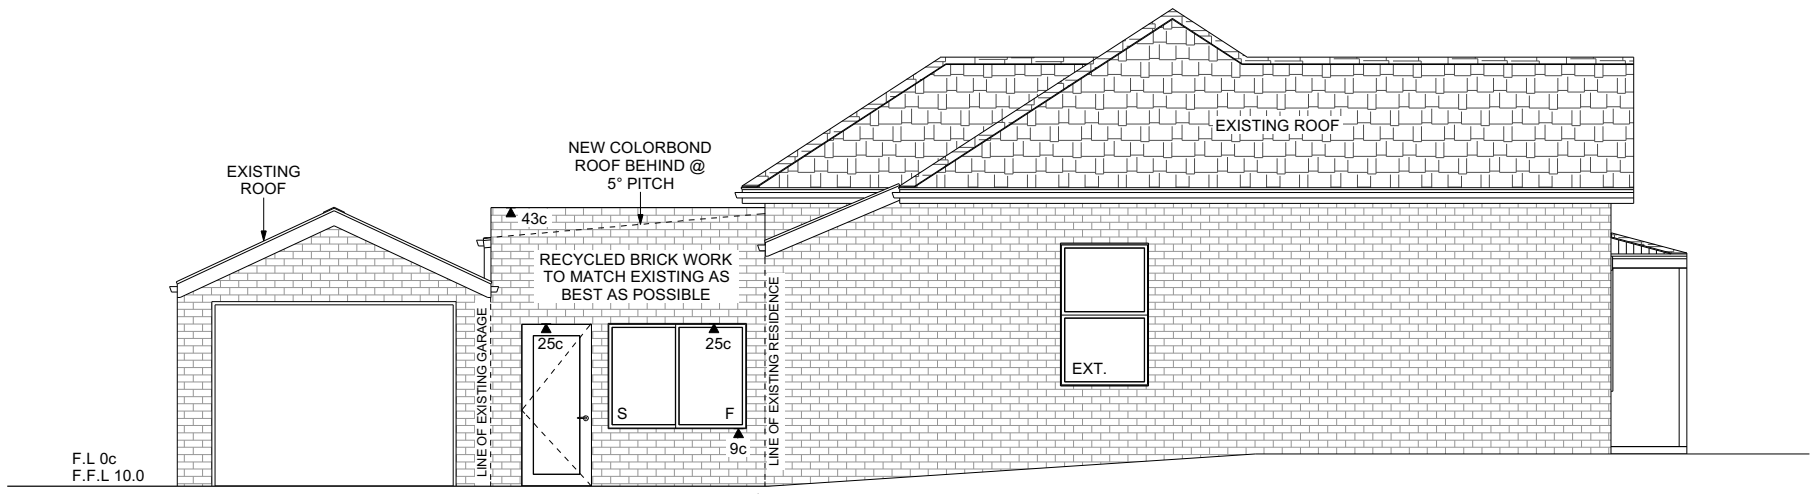 EXISTING ROOF
NEW COLORBOND
ROOF BEHIND @
5° PITCH
EXISTING
ROOF
43c
RECYCLED BRICK WORK
TO MATCH EXISTING AS
BEST AS POSSIBLE
LINE OF EXISTING GARAGE
LINE OF EXISTING RESIDENCE
25c
25c
EXT.
S
F
9c
F.L 0c
F.F.L 10.0